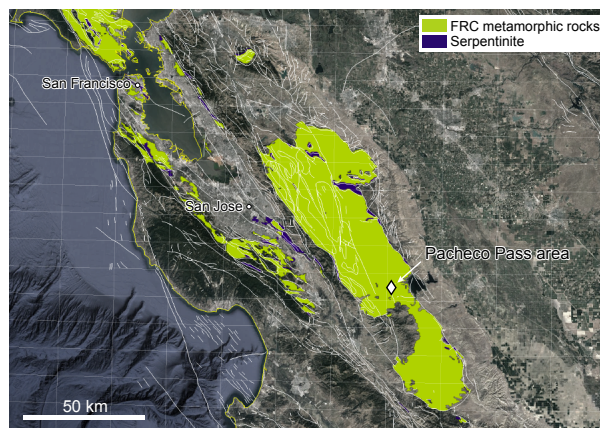 FRC metamorphic rocks
Serpentinite
San Francisco
San Jose
Pacheco Pass area
50 km